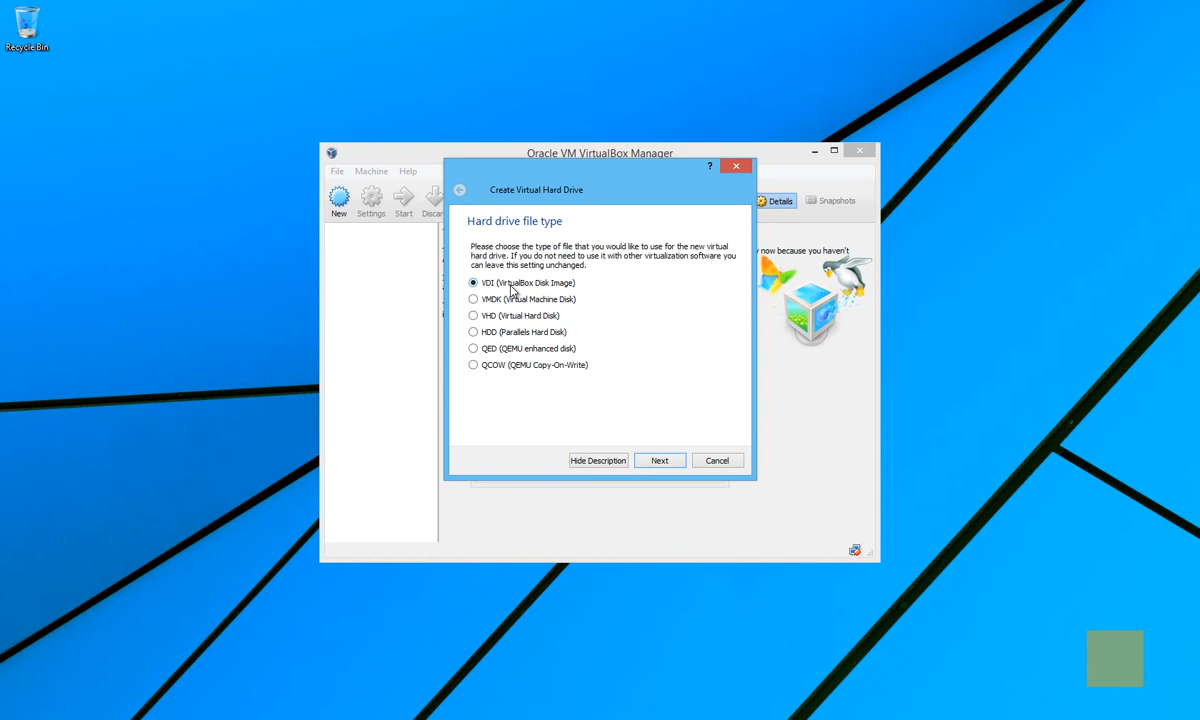 Recycle Bin
Oracle VM VirtualBox Manager
File Machine Help
New Settings Start Details Snapshots
now because you haven't
?
Create Virtual Hard Drive
Hard drive file type
Please choose the type of file that you would like to use for the new virtual
hard drive. If you do not need to use it with other virtualization software you
can leave this setting unchanged.
VDI (VirtualBox Disk Image)
VMDK (Virtual Machine Disk)
VHD (Virtual Hard Disk)
HDD (Parallels Hard Disk)
QED (QEMU enhanced disk)
QCOW (QEMU Copy-On-Write)
Hide Description Next Cancel